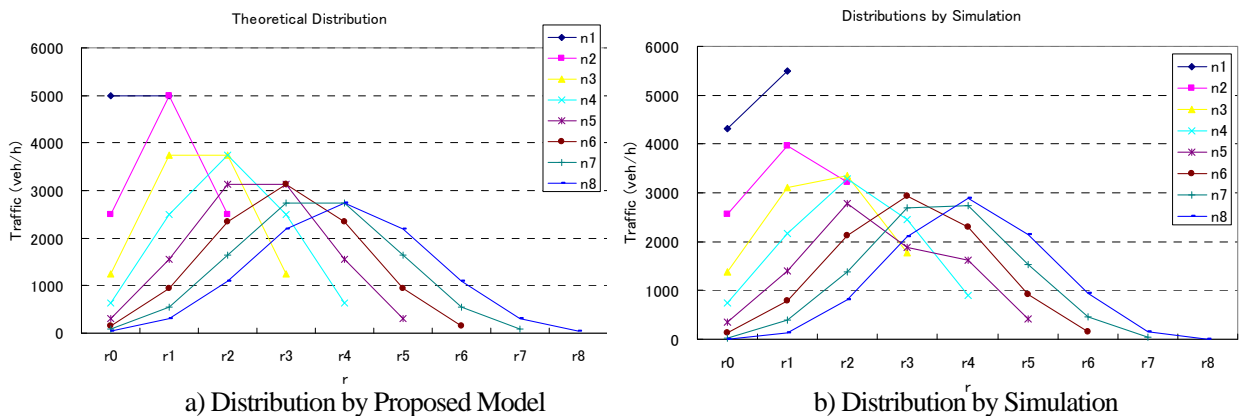 Theoretical Distribution
6000
5000
4000
3000
2000
1000
0
Traffic (veh/h)
r0 r1 r2 r3 r4 r5 r6 r7 r8
r
n1
n2
n3
n4
n5
n6
n7
n8
a) Distribution by Proposed Model
Distributions by Simulation
6000
5000
4000
3000
2000
1000
0
Traffic (veh/h)
r0 r1 r2 r3 r4 r5 r6 r7 r8
r
n1
n2
n3
n4
n5
n6
n7
n8
b) Distribution by Simulation